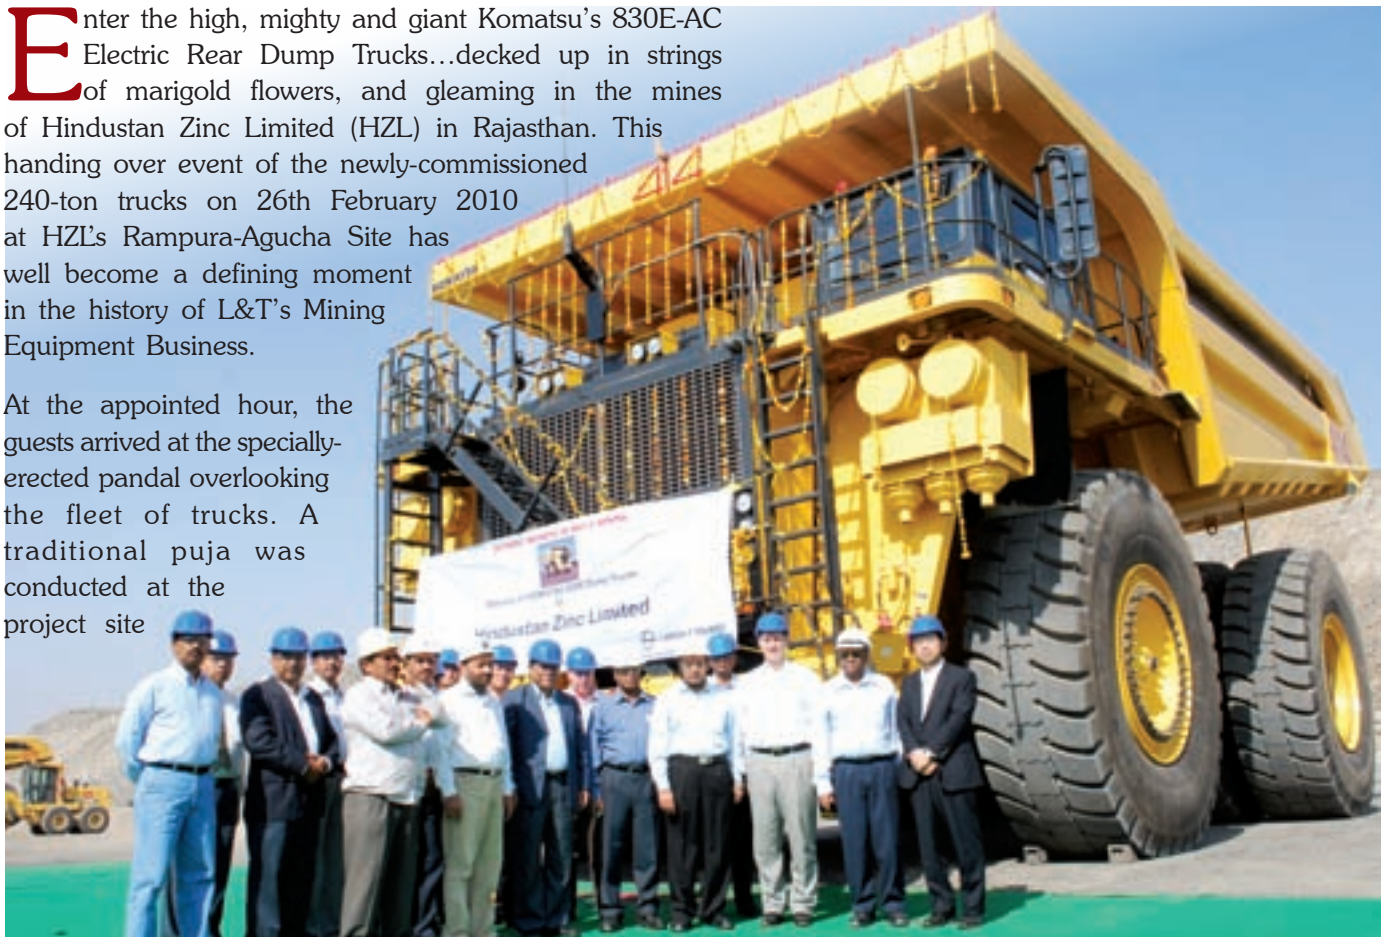 Enter the high, mighty and giant Komatsu's 830E-AC
Electric Rear Dump Trucks...decked up in strings
of marigold flowers, and gleaming in the mines
of Hindustan Zinc Limited (HZL) in Rajasthan. This
handing over event of the newly-commissioned
240-ton trucks on 26th February 2010
at HZL's Rampura-Agucha Site has
well become a defining moment
in the history of L&T's Mining
Equipment Business.
At the appointed hour, the
guests arrived at the specially-
erected pandal overlooking
the fleet of trucks. A
traditional puja was
conducted at the
project site
414
Hindustan Zinc Limited